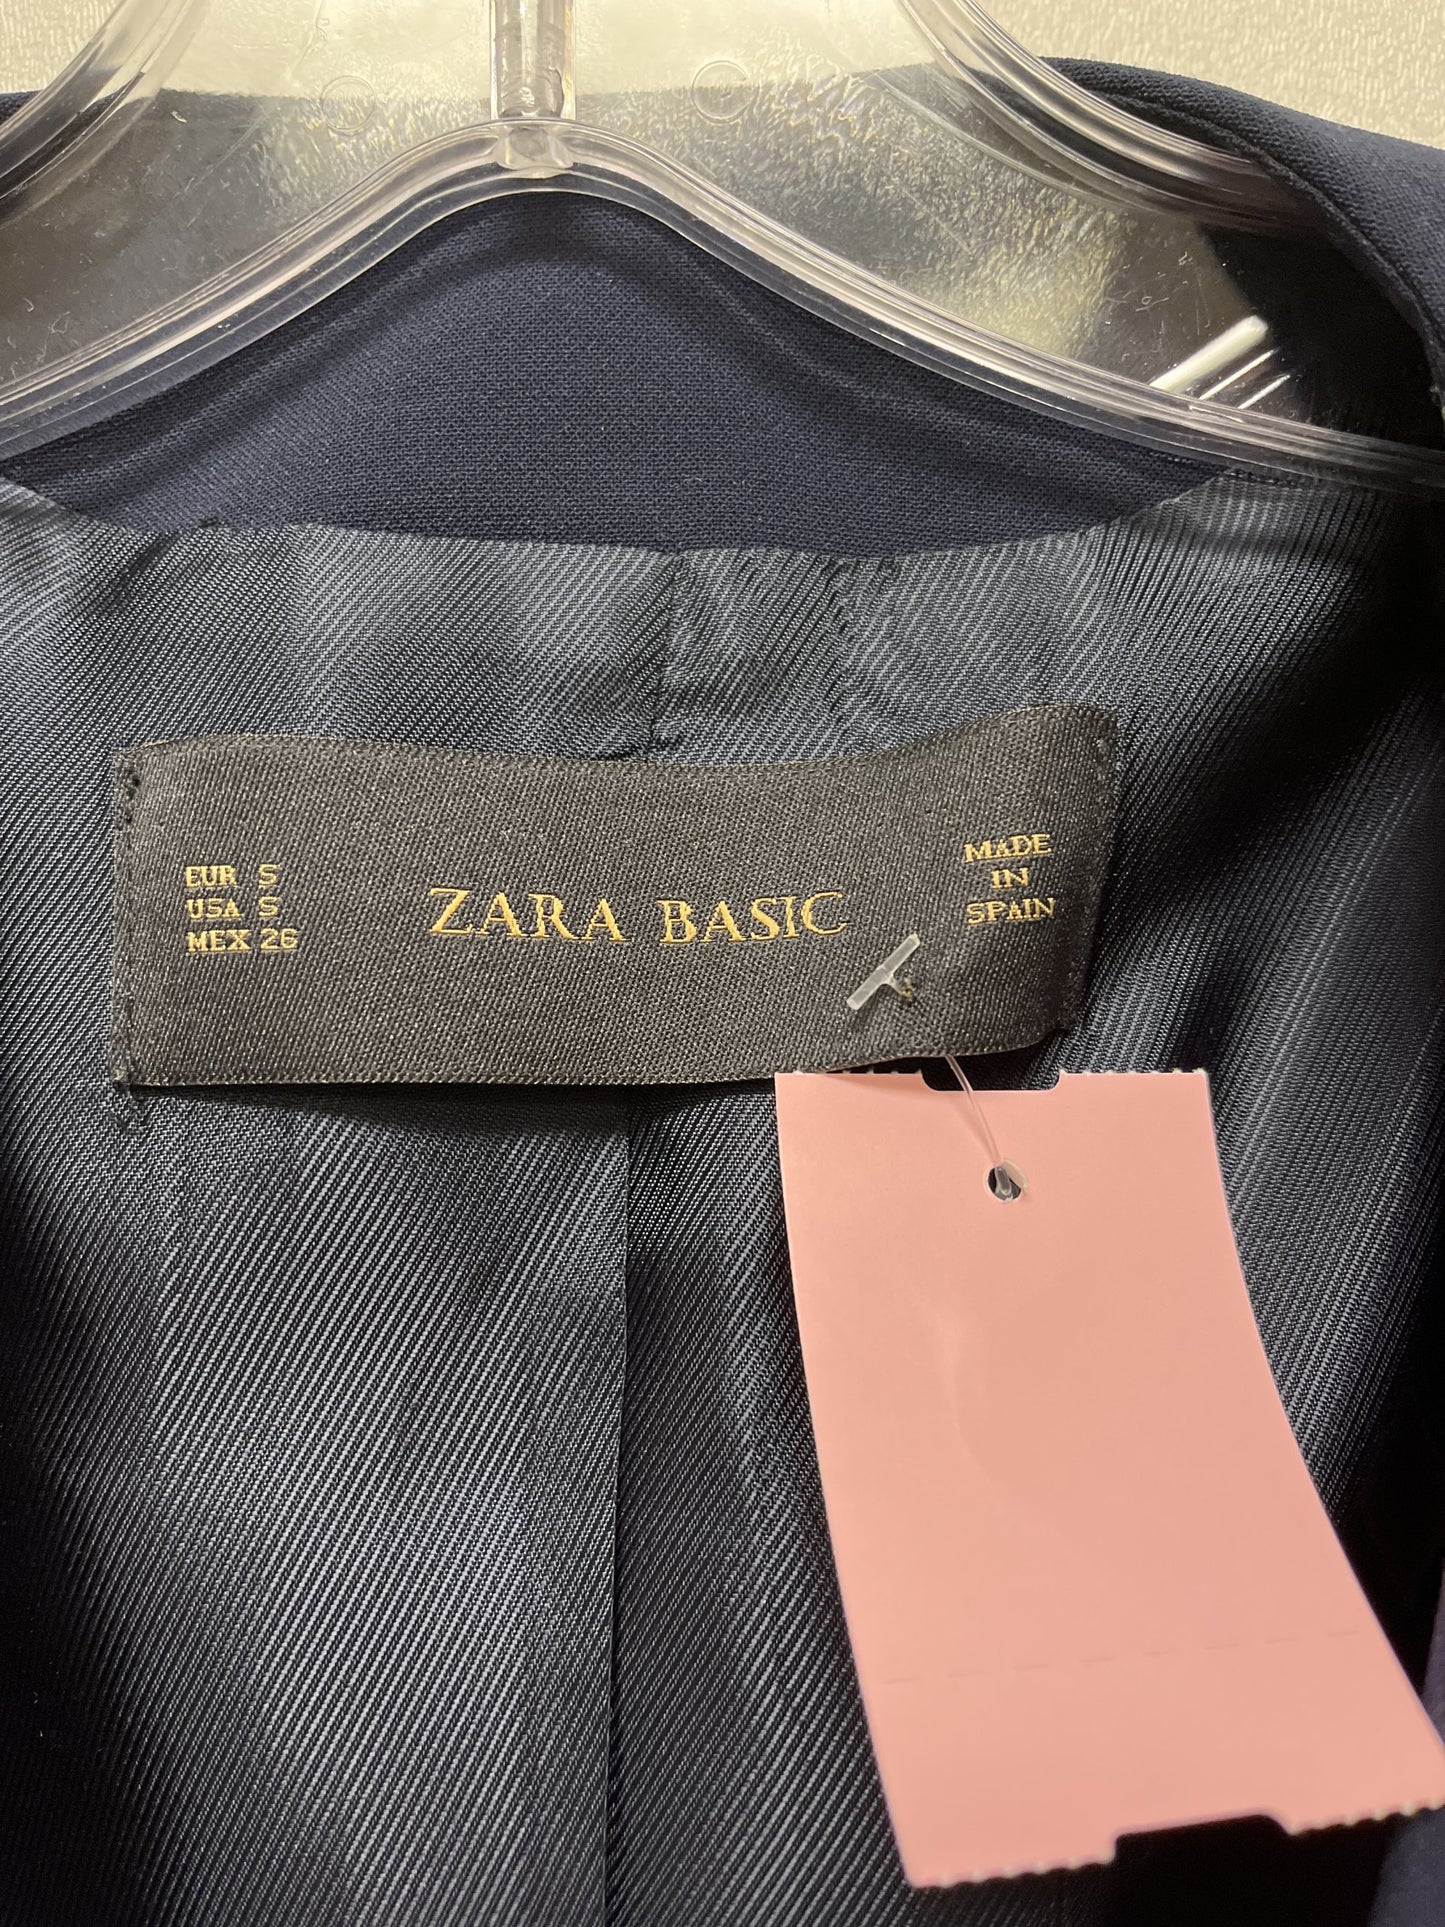 EUR S
USA S
MEX 26
ZARA BASIC
MADE
IN
SPAIN